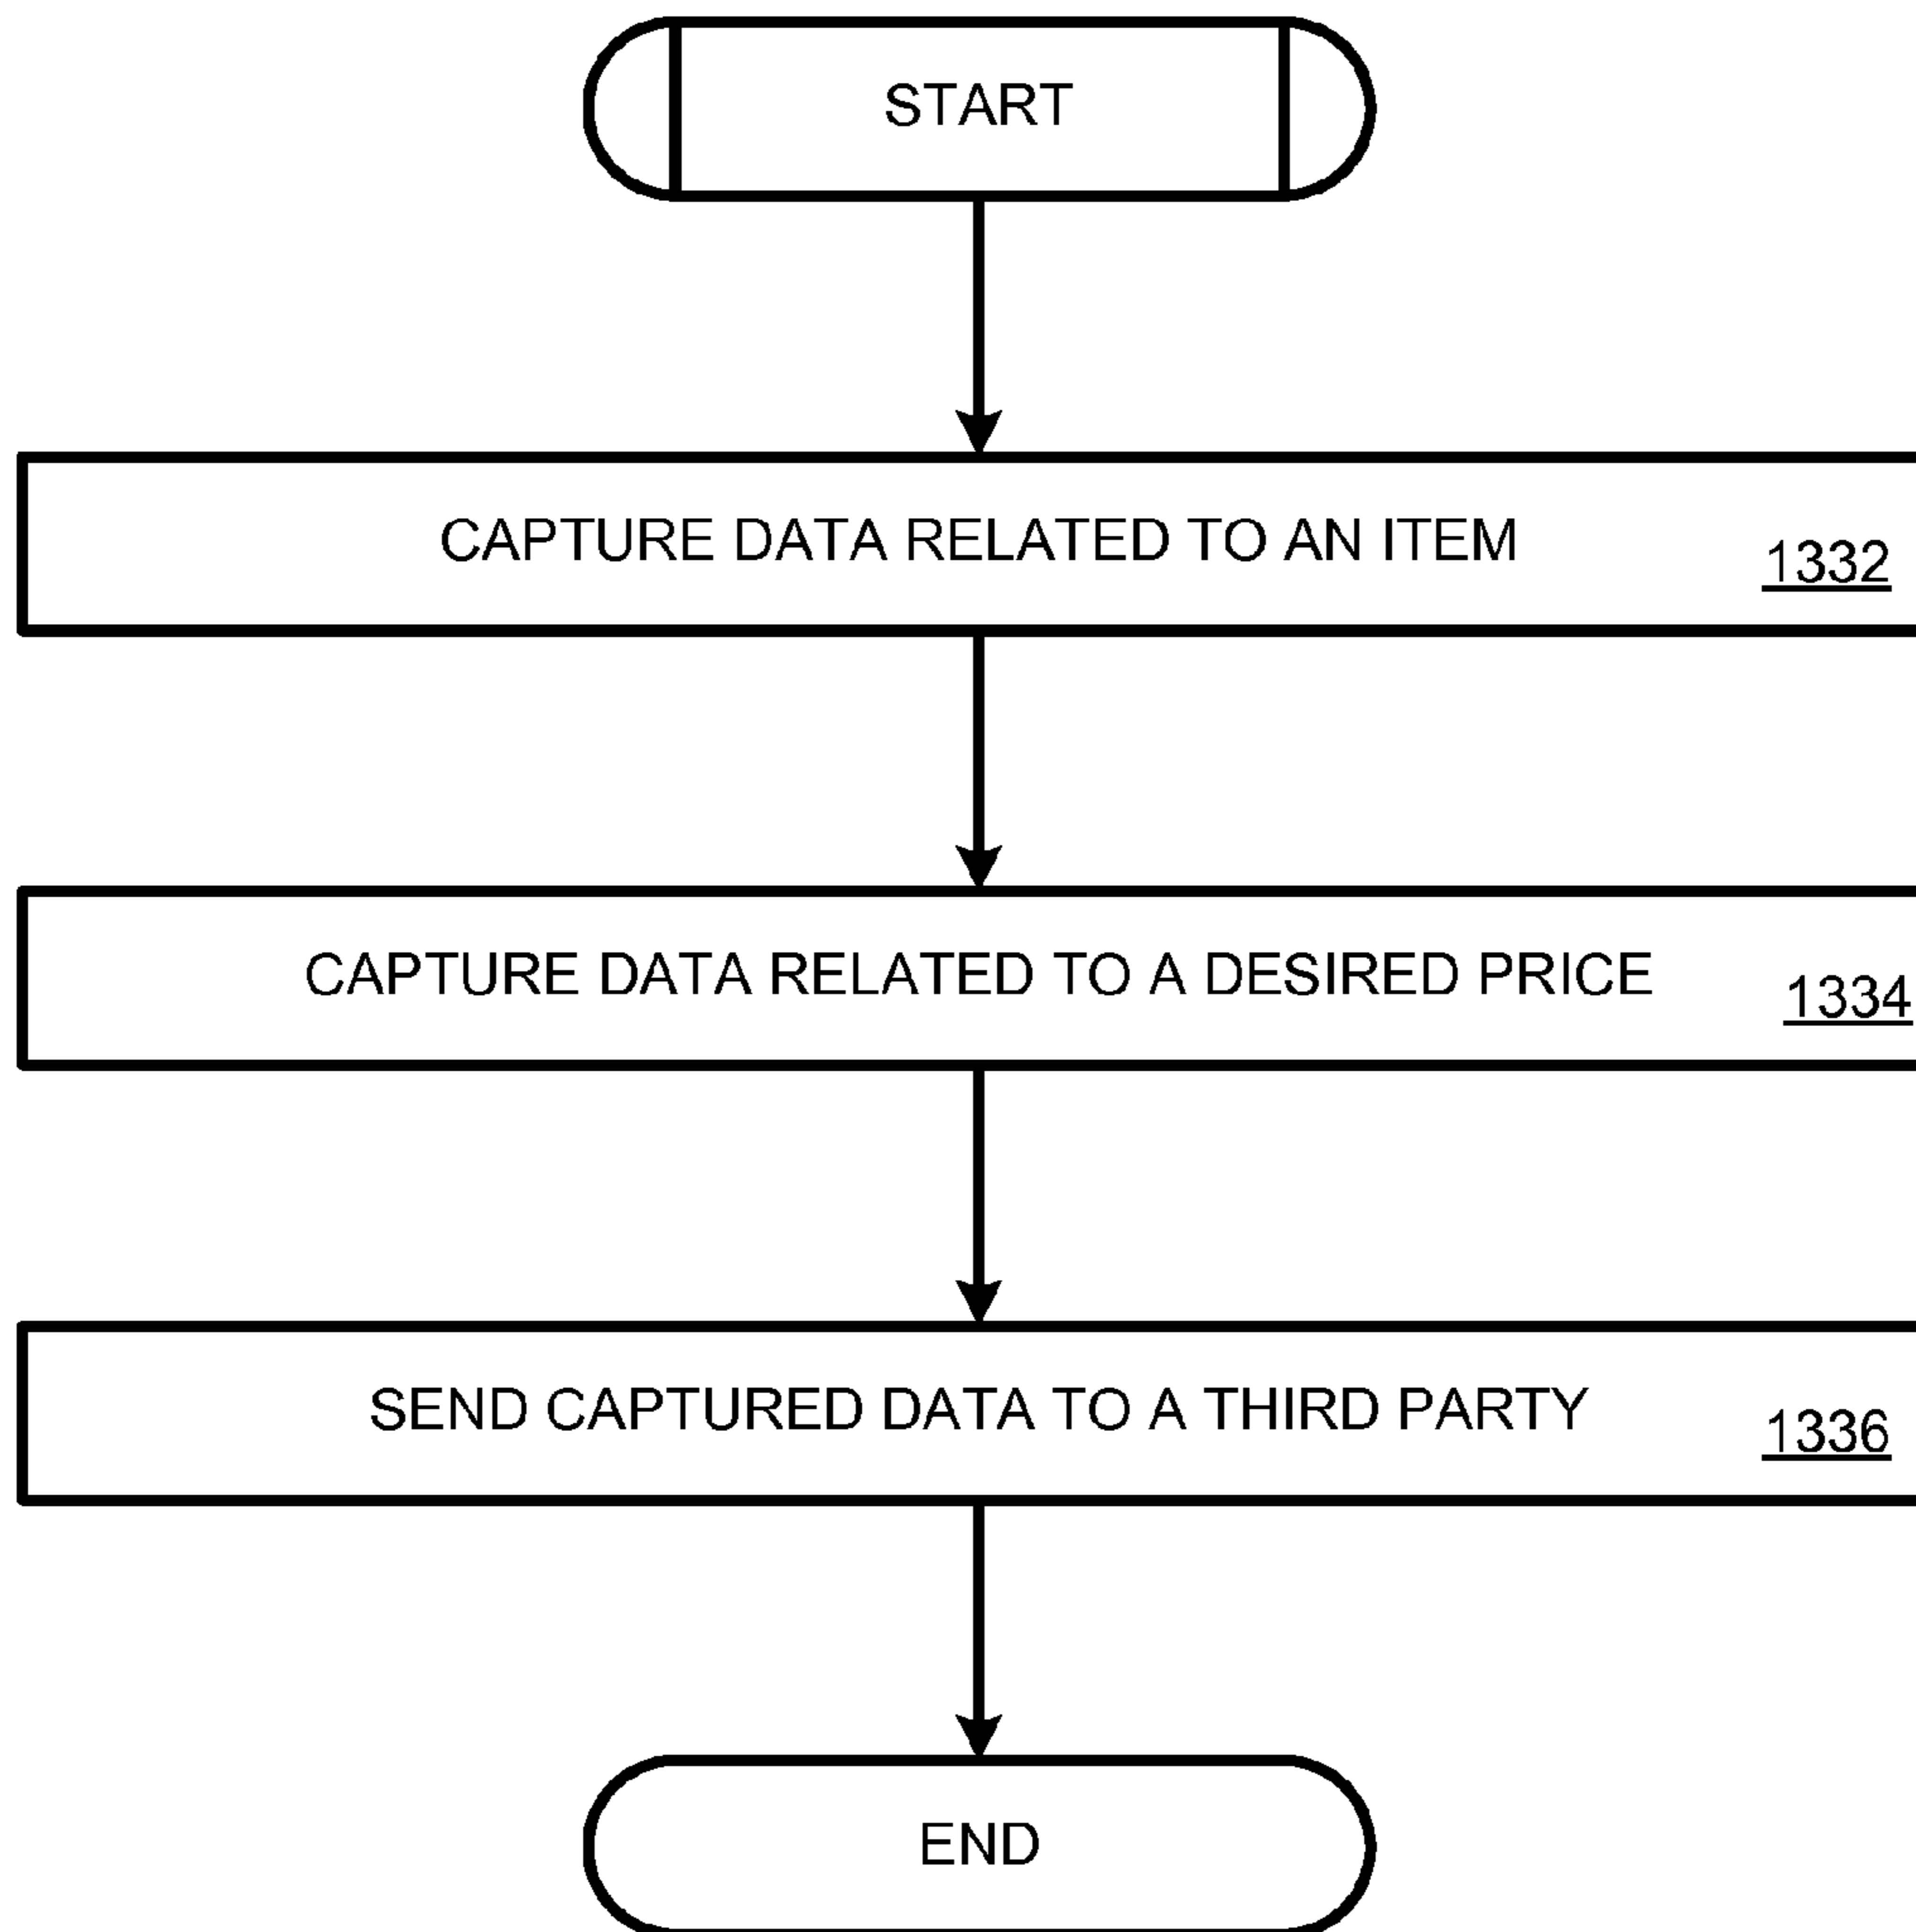 START
CAPTURE DATA RELATED TO AN ITEM
1332
CAPTURE DATA RELATED TO A DESIRED PRICE
1334
SEND CAPTURED DATA TO A THIRD PARTY
1336
END